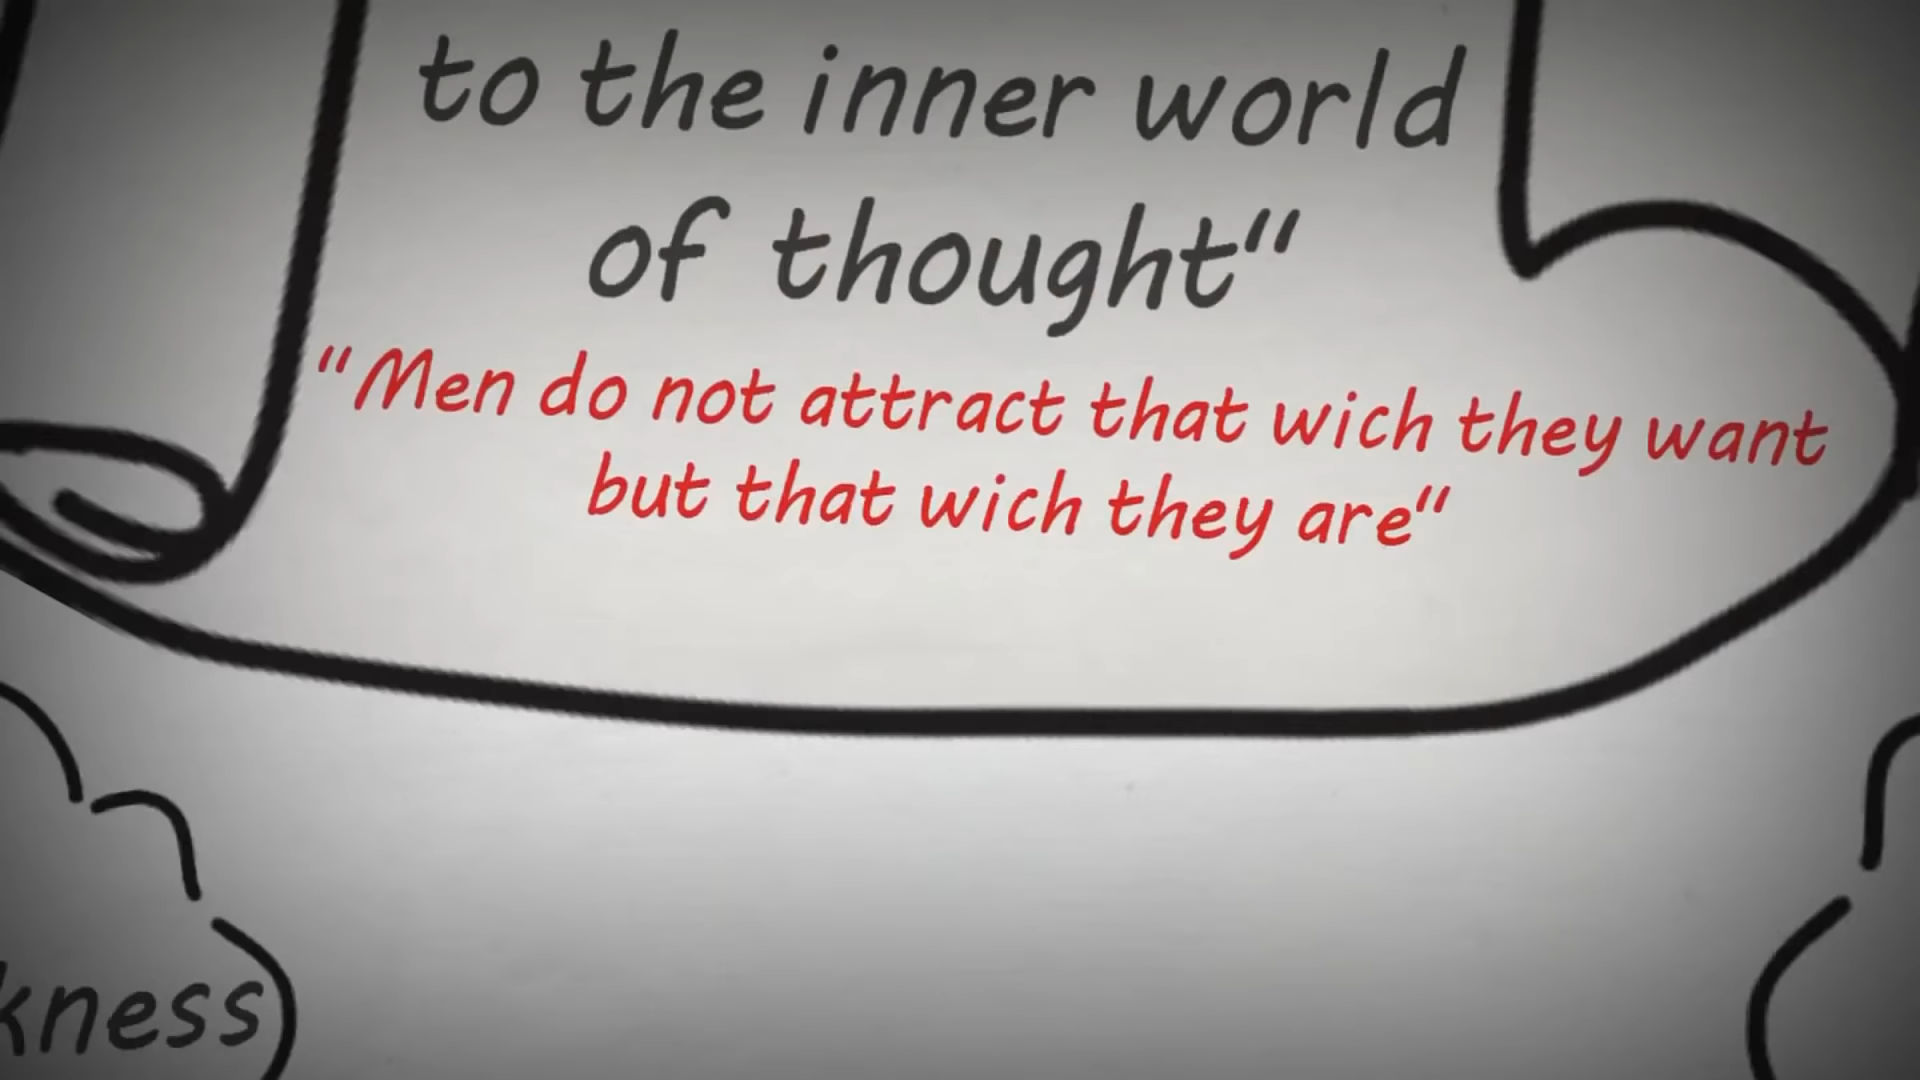 to the inner world
of thought“
“Men do not attract that wich they want
but that wich they are“
kness